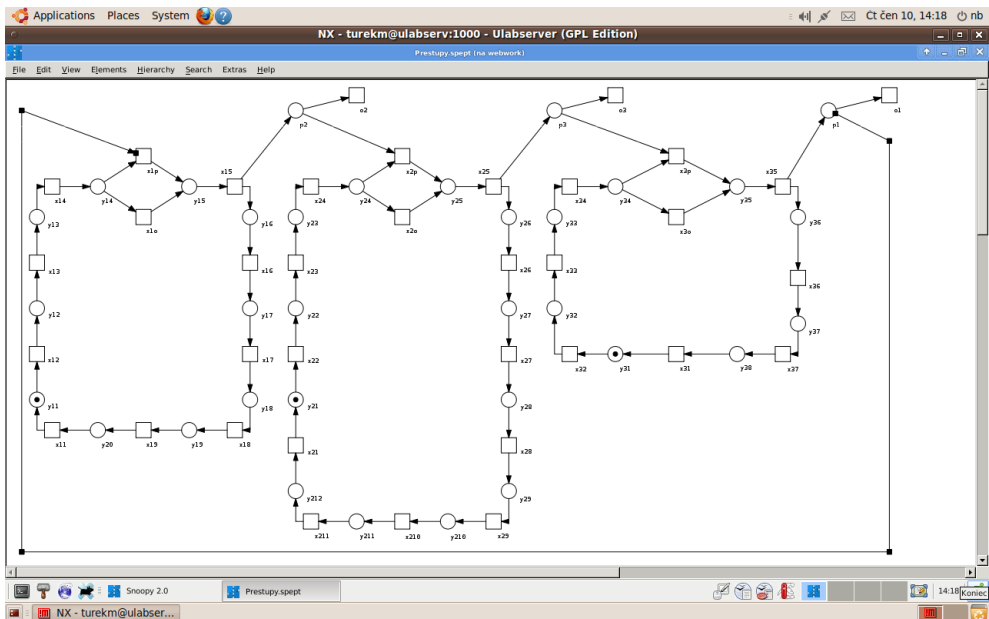 Applications Places System ? Čt čen 10, 14:18 nb
NX - turekm@ulabserv:1000 - Ulabserver (GPL Edition)
Prestupy.spept (na webwork)
File Edit View Elements Hierarchy Search Extras Help
o2 o3 o1
p2 p3 p1
x1p x15 x2p x25 x2p x35
x14 y14 y15 x24 y24 y25 x34 y34 y35
y13 x1o y16 y23 x2o y26 y33 x3o y36
x13 x16 x23 x26 x33 x36
y12 y17 y22 y27 y32 y37
x12 x17 x22 x27 x32 y31 x31 y38 x37
y11 y18 y21 y28
x11 y20 x19 y19 x18 x21 x28
y212 y29
x211 y211 x210 y210 x29
Snoopy 2.0 Prestupy.spept 14:18 Koniec
NX - turekm@ulabser...